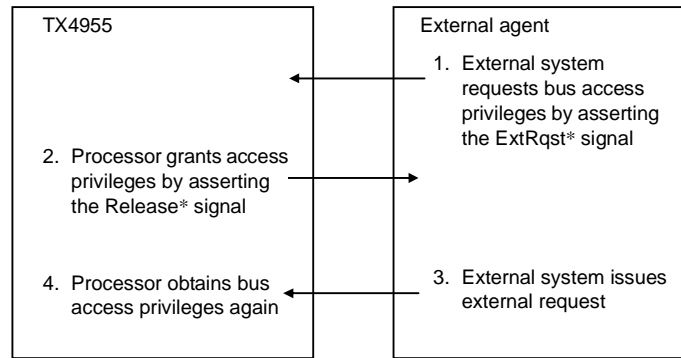 TX4955
External agent
1. External system
requests bus access
privileges by asserting
the ExtRqst* signal
2. Processor grants access
privileges by asserting
the Release* signal
3. External system issues
external request
4. Processor obtains bus
access privileges again